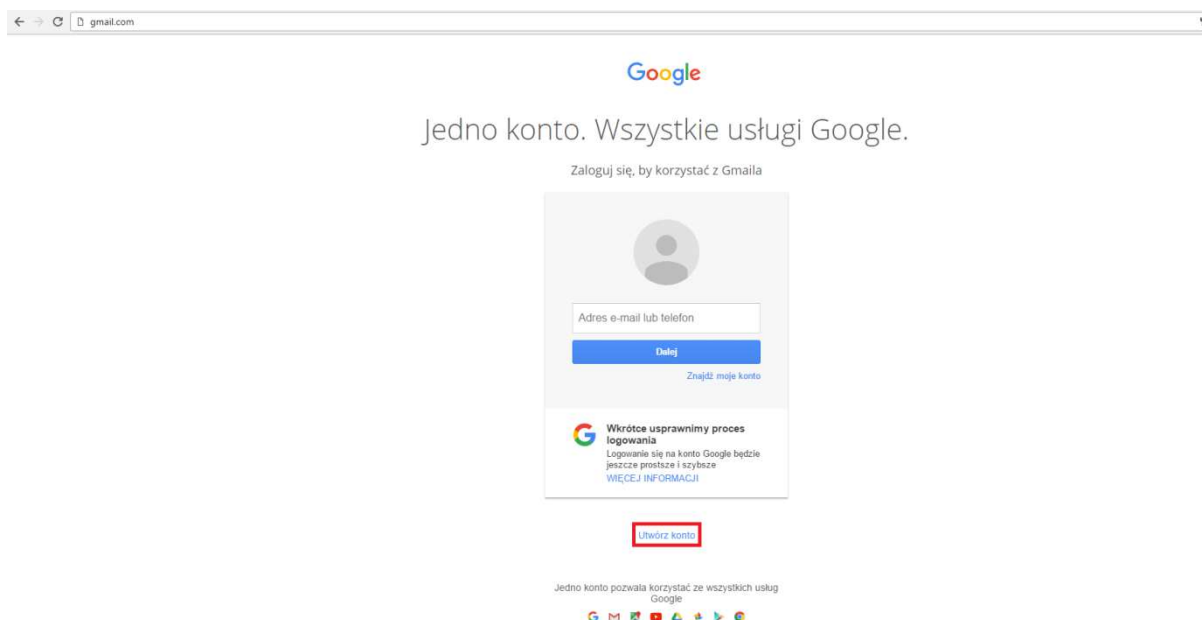 gmail.com
Google
Jedno konto. Wszystkie usługi Google.
Zaloguj się, by korzystać z Gmaila
Adres e-mail lub telefon
Dalej
Znajdź moje konto
Wkrótce usprawnimy proces
logowania
Logowanie się na konto Google będzie
jeszcze prostsze i szybsze
WIĘCEJ INFORMACJI
Utwórz konto
Jedno konto pozwala korzystać ze wszystkich usług
Google